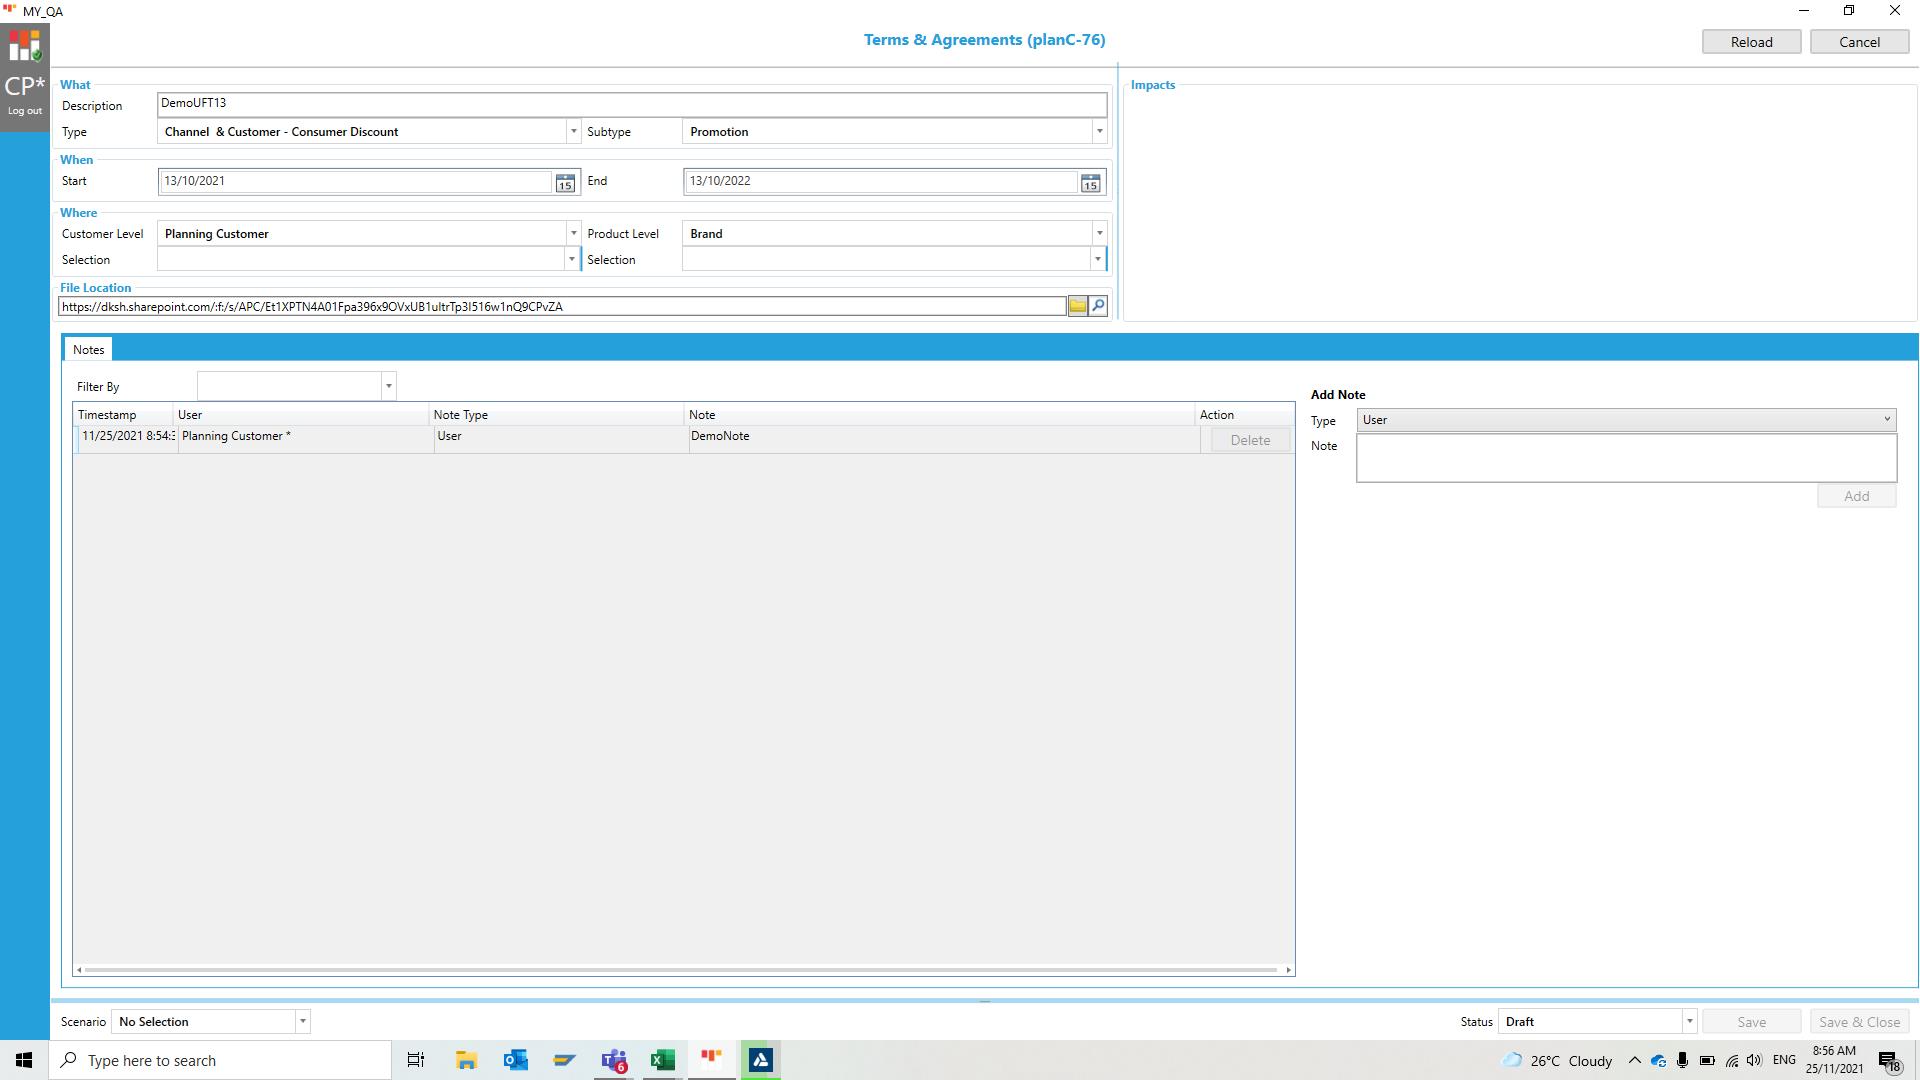 MY_QA
CP*
Log out
Terms & Agreements (planC-76)
Reload
Cancel
What
Description DemoUFT13
Type Channel & Customer - Consumer Discount Subtype Promotion
When
Start 13/10/2021 15 End 13/10/2022 15
Where
Customer Level Planning Customer Product Level Brand
Selection Selection
File Location
https://dksh.sharepoint.com/:f:/s/APC/Et1XPTN4A01Fpa396x9OVxUB1ultrTp3I516w1nQ9CPvZA
Impacts
Notes
Filter By
Timestamp User Note Type Note Action
11/25/2021 8:54:3 Planning Customer * User DemoNote Delete
Add Note
Type User
Note
Add
Scenario No Selection
Status Draft Save Save & Close
Type here to search
6
26°C Cloudy
ENG
8:56 AM
25/11/2021
18